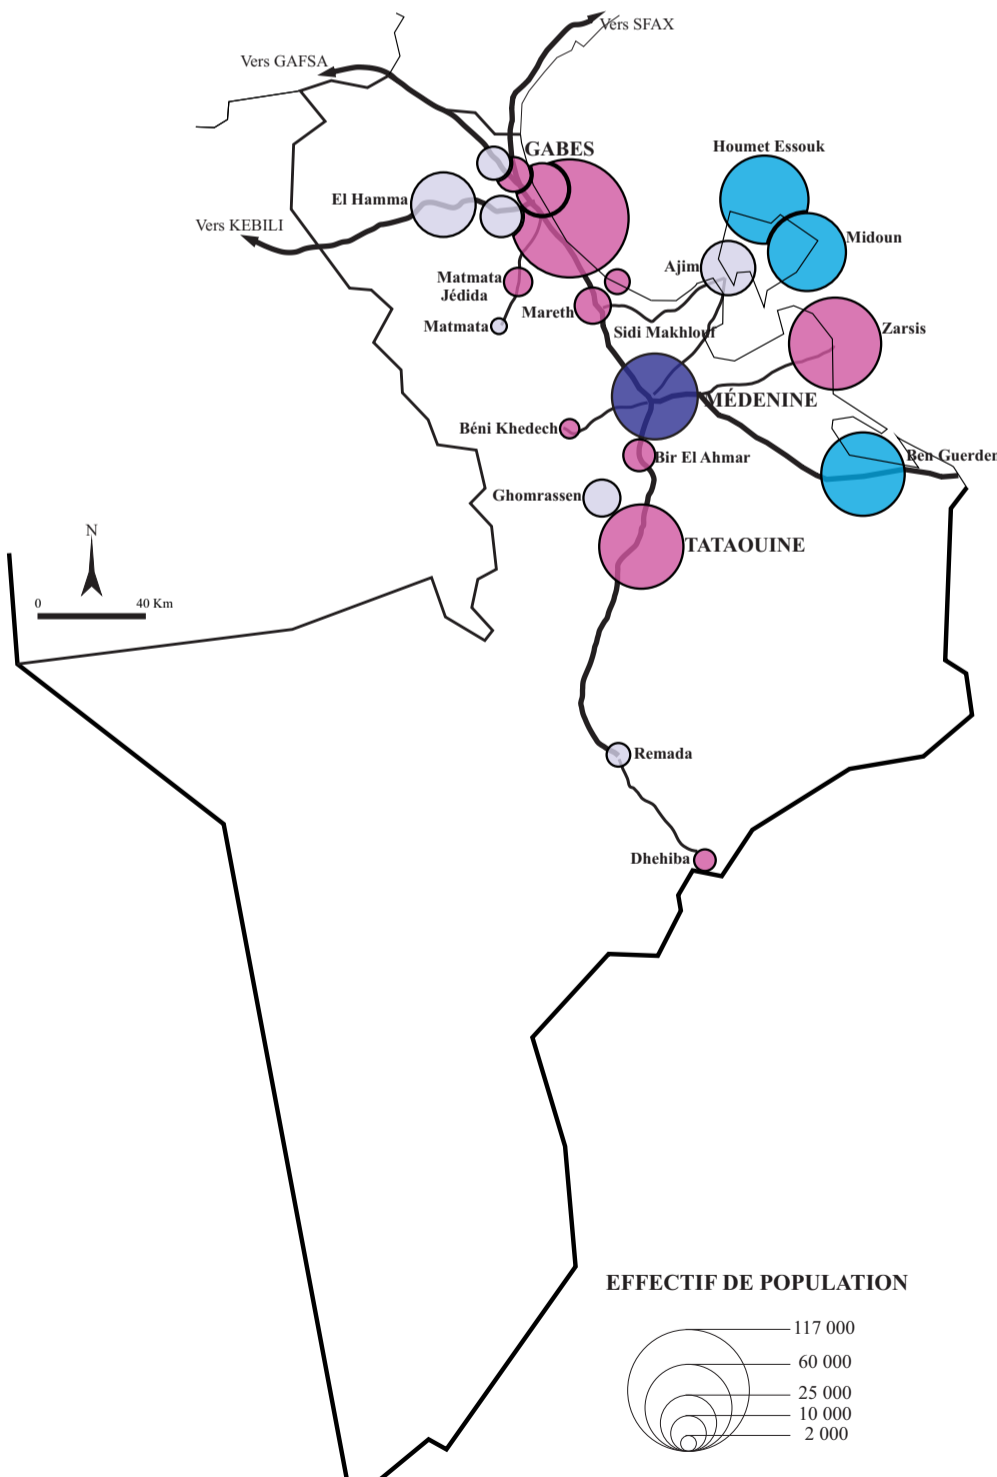 Vers SFAX
Vers GAFSA
GABES
Houmet Essouk
El Hamma
Vers KEBILI
Midoun
Ajim
Matmata
Jédida
Mareth
Matmata
Sidi Makhlouf
Zarsis
MÉDENINE
Béni Khedech
Bir El Ahmar
Ben Guerden
Ghomrassen
TATAOUINE
N
0 40 Km
Remada
Dhehiba
EFFECTIF DE POPULATION
117 000
60 000
25 000
10 000
2 000